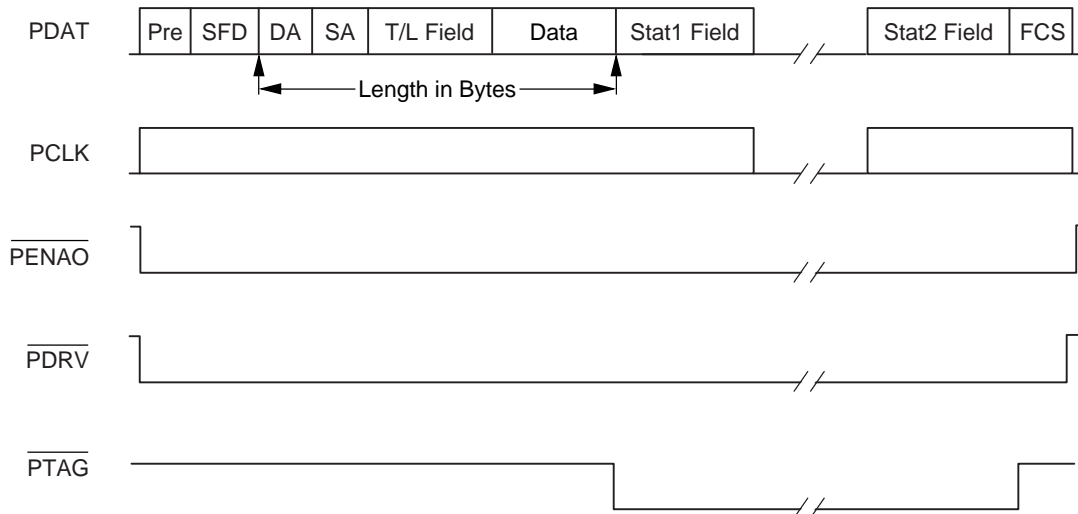 PDAT Pre SFD DA SA T/L Field Data Stat1 Field Stat2 Field FCS
Length in Bytes
PCLK
PENAO
PDRV
PTAG